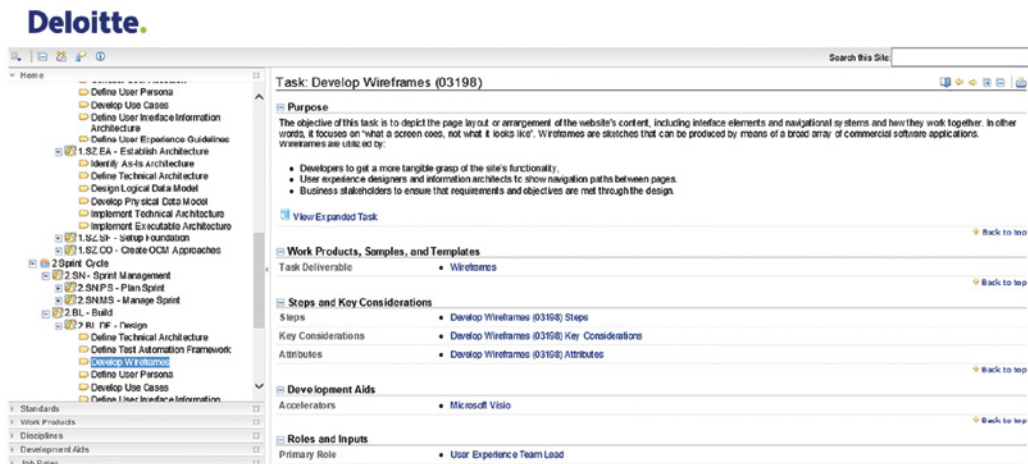 Deloitte.
Search this Site:
Home
Define User Persona
Develop Use Cases
Define User Interface Information
Architecture
Define User Experience Guidelines
1.SZ.EA - Establish Architecture
Identify As-Is Architecture
Define Technical Architecture
Design Logical Data Model
Develop Physical Data Model
Implement Technical Architecture
Implement Executable Architecture
1.SZ.SF - Setup Foundation
1.SZ.CO - Create OCM Approaches
2 Sprint Cycle
2.SN - Sprint Management
2.SN.PS - Plan Sprint
2.SN.MS - Manage Sprint
2.BL - Build
2.BL.DE - Design
Define Technical Architecture
Define Test Automation Framework
Develop Wireframes
Define User Persona
Develop Use Cases
Define User Interface Information
Standards
Work Products
Disciplines
Development Aids
Job Roles
Task: Develop Wireframes (03198)
Purpose
The objective of this task is to depict the page layout or arrangement of the website's content, including interface elements and navigational systems and how they work together. In other
words, it focuses on "what a screen does, not what it looks like". Wireframes are sketches that can be produced by means of a broad array of commercial software applications.
Wireframes are utilized by:
• Developers to get a more tangible grasp of the site's functionality,
• User experience designers and information architects to show navigation paths between pages.
• Business stakeholders to ensure that requirements and objectives are met through the design.
View Expanded Task
Back to top
Work Products, Samples, and Templates
Task Deliverable • Wireframes
Back to top
Steps and Key Considerations
Steps • Develop Wireframes (03198) Steps
Key Considerations • Develop Wireframes (03198) Key Considerations
Attributes • Develop Wireframes (03198) Attributes
Back to top
Development Aids
Accelerators • Microsoft Visio
Back to top
Roles and Inputs
Primary Role • User Experience Team Lead